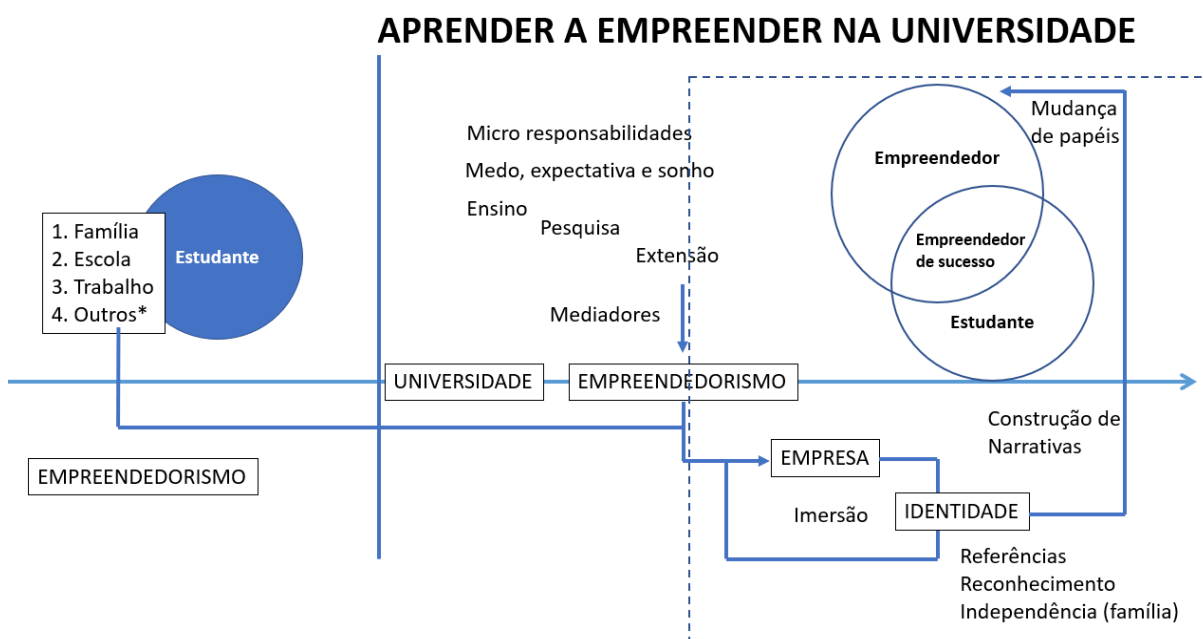 APRENDER A EMPREENDER NA UNIVERSIDADE
1. Família
2. Escola
3. Trabalho
4. Outros*
Estudante
EMPREENDEDORISMO
Micro responsabilidades
Medo, expectativa e sonho
Ensino
Pesquisa
Extensão
Mediadores
UNIVERSIDADE
EMPREENDEDORISMO
Mudança
de papéis
Empreendedor
Empreendedor
de sucesso
Estudante
Construção de
Narrativas
EMPRESA
Imersão
IDENTIDADE
Referências
Reconhecimento
Independência (família)